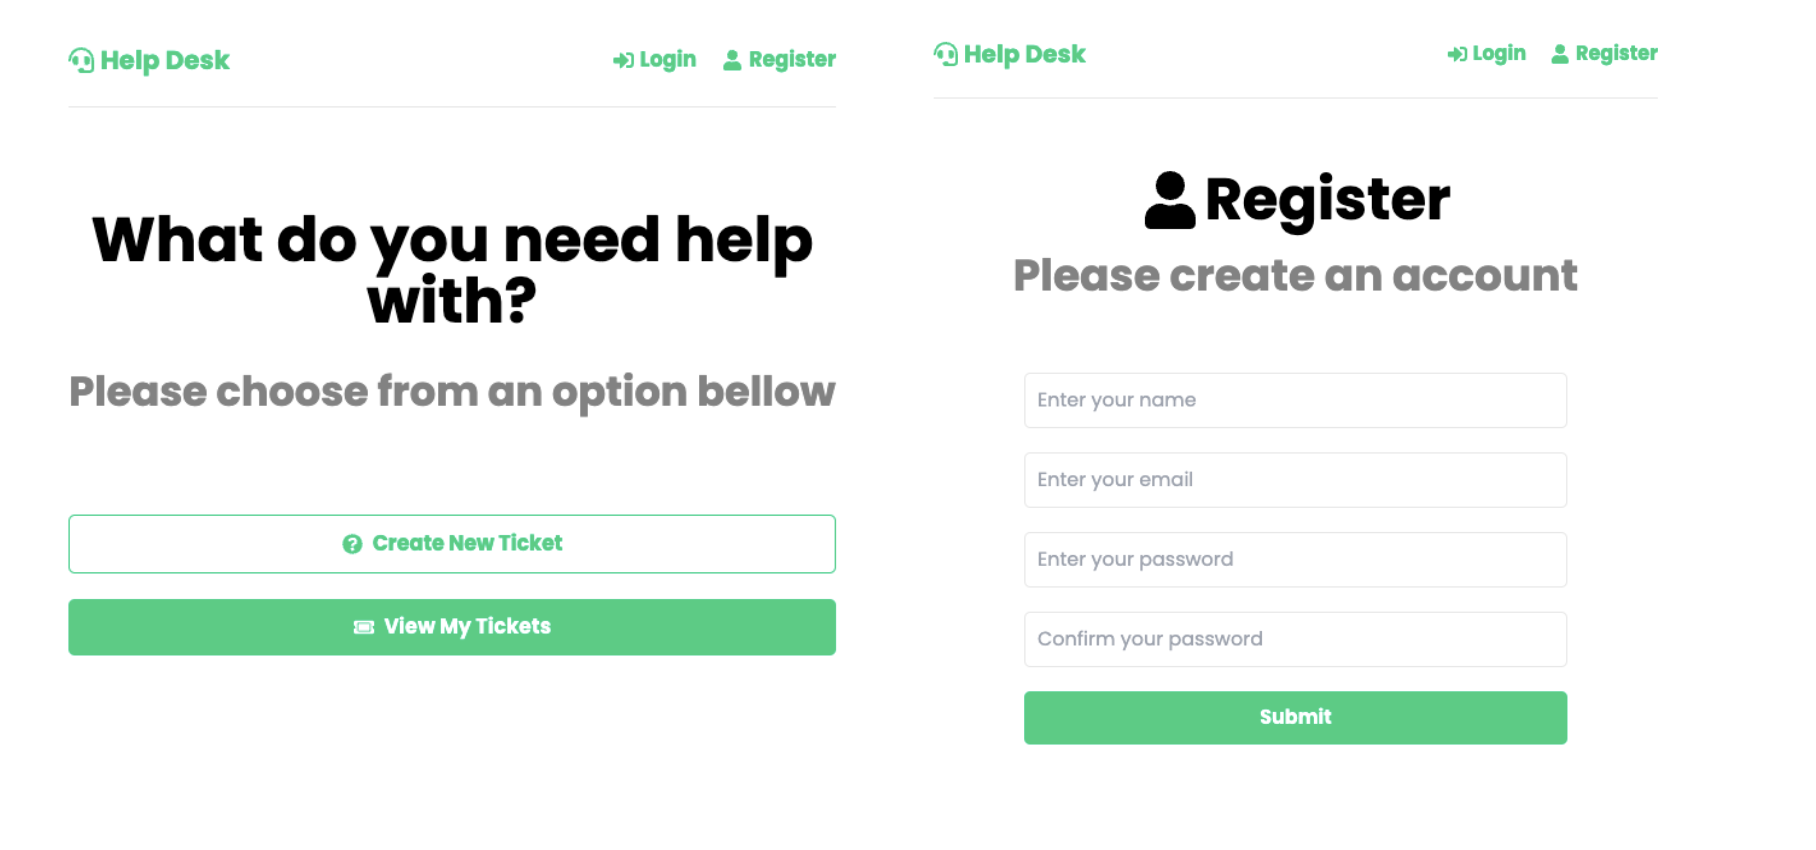 Help Desk
Login
Register
What do you need help
with?
Please choose from an option bellow
Create New Ticket
View My Tickets
Help Desk
Login
Register
Register
Please create an account
Enter your name
Enter your email
Enter your password
Confirm your password
Submit